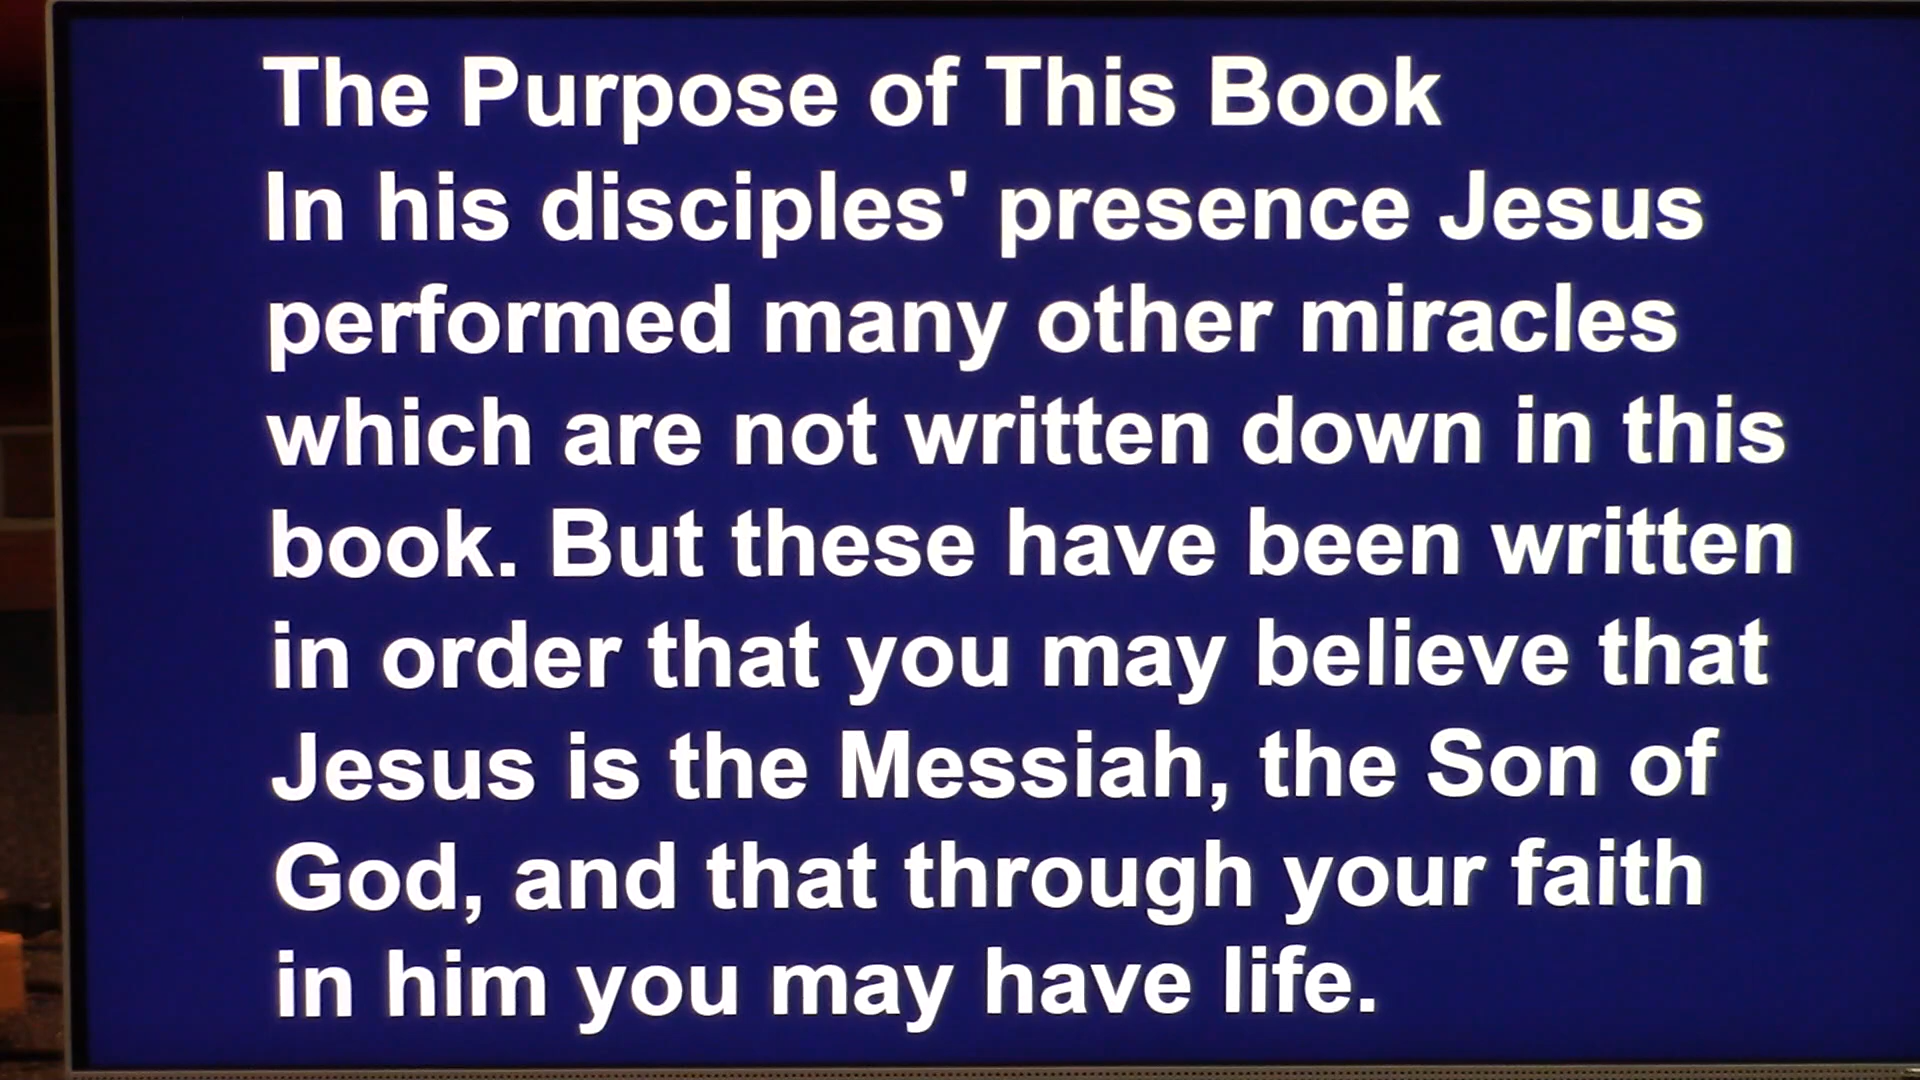 The Purpose of This Book
In his disciples' presence Jesus
performed many other miracles
which are not written down in this
book. But these have been written
in order that you may believe that
Jesus is the Messiah, the Son of
God, and that through your faith
in him you may have life.